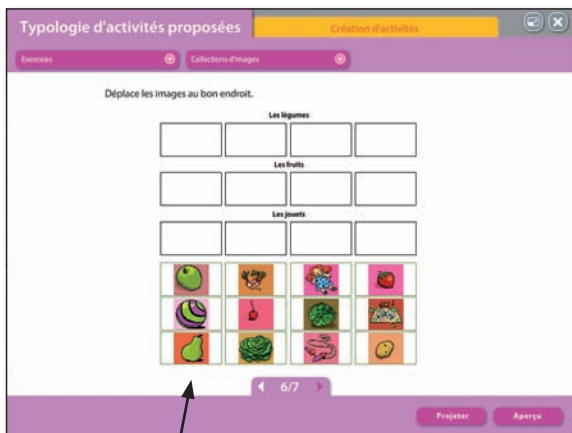 Typologie d'activités proposées
Création d'activités
Exercices
Collections d'images
Déplace les images au bon endroit.
Les légumes
Les fruits
Les jouets
6/7
Projeter
Aperçu